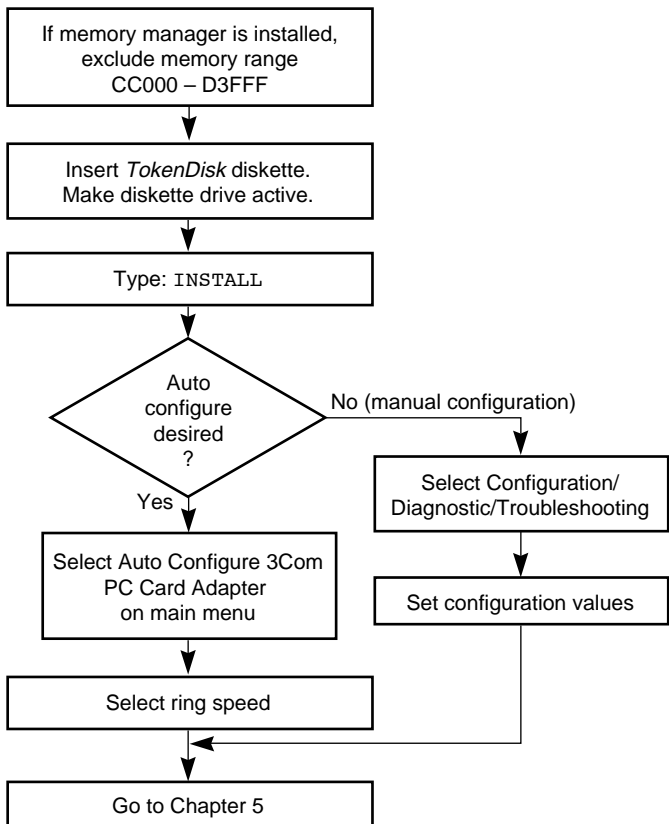 If memory manager is installed,
exclude memory range
CC000 – D3FFF
Insert TokenDisk diskette.
Make diskette drive active.
Type: INSTALL
Auto
configure
desired
?
No (manual configuration)
Yes
Select Configuration/
Diagnostic/Troubleshooting
Select Auto Configure 3Com
PC Card Adapter
on main menu
Set configuration values
Select ring speed
Go to Chapter 5